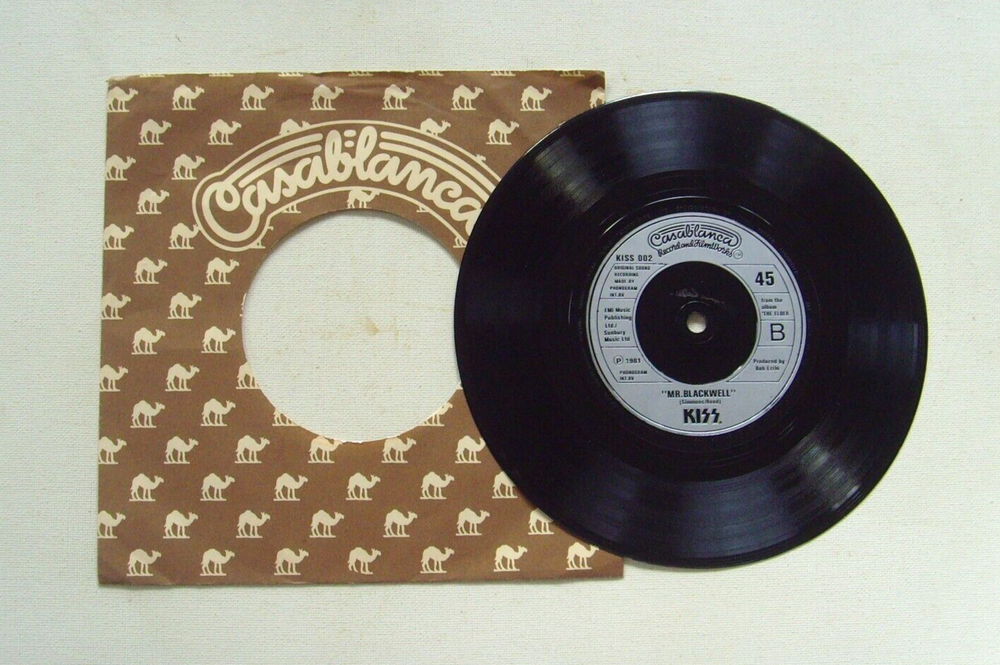 Casablanca
Casablanca
Record and FilmWorks
KISS 002
45
ORIGINAL SOUND
RECORDING
MADE BY
PHONOGRAM
INT. BV
from the
album
"THE ELDER
EMI Music
Publishing
Ltd/
Sunbury
Music Ltd
B
℗ 1981
PHONOGRAM
INT. BV
Produced by
Bob Ezrin
"MR. BLACKWELL"
(Simmons/Reed)
KISS